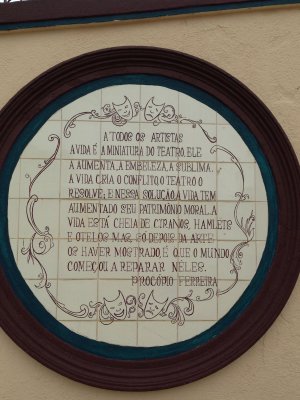 A TODOS OS ARTISTAS
A VIDA É A MINIATURA DO TEATRO. ELE
A AUMENTA, A EMBELEZA, A SUBLIMA.
A VIDA CRIA O CONFLITO, O TEATRO O
RESOLVE; E NESSA SOLUÇÃO, A VIDA TEM
AUMENTADO SEU PATRIMÓNIO MORAL. A
VIDA ESTÁ CHEIA DE CIRANOS, HAMLETS
E OTELOS MAS, SÓ DEPOIS DA ARTE
OS HAVER MOSTRADO, É QUE O MUNDO
COMEÇOU A REPARAR NELES.
PROCÓPIO FERREIRA